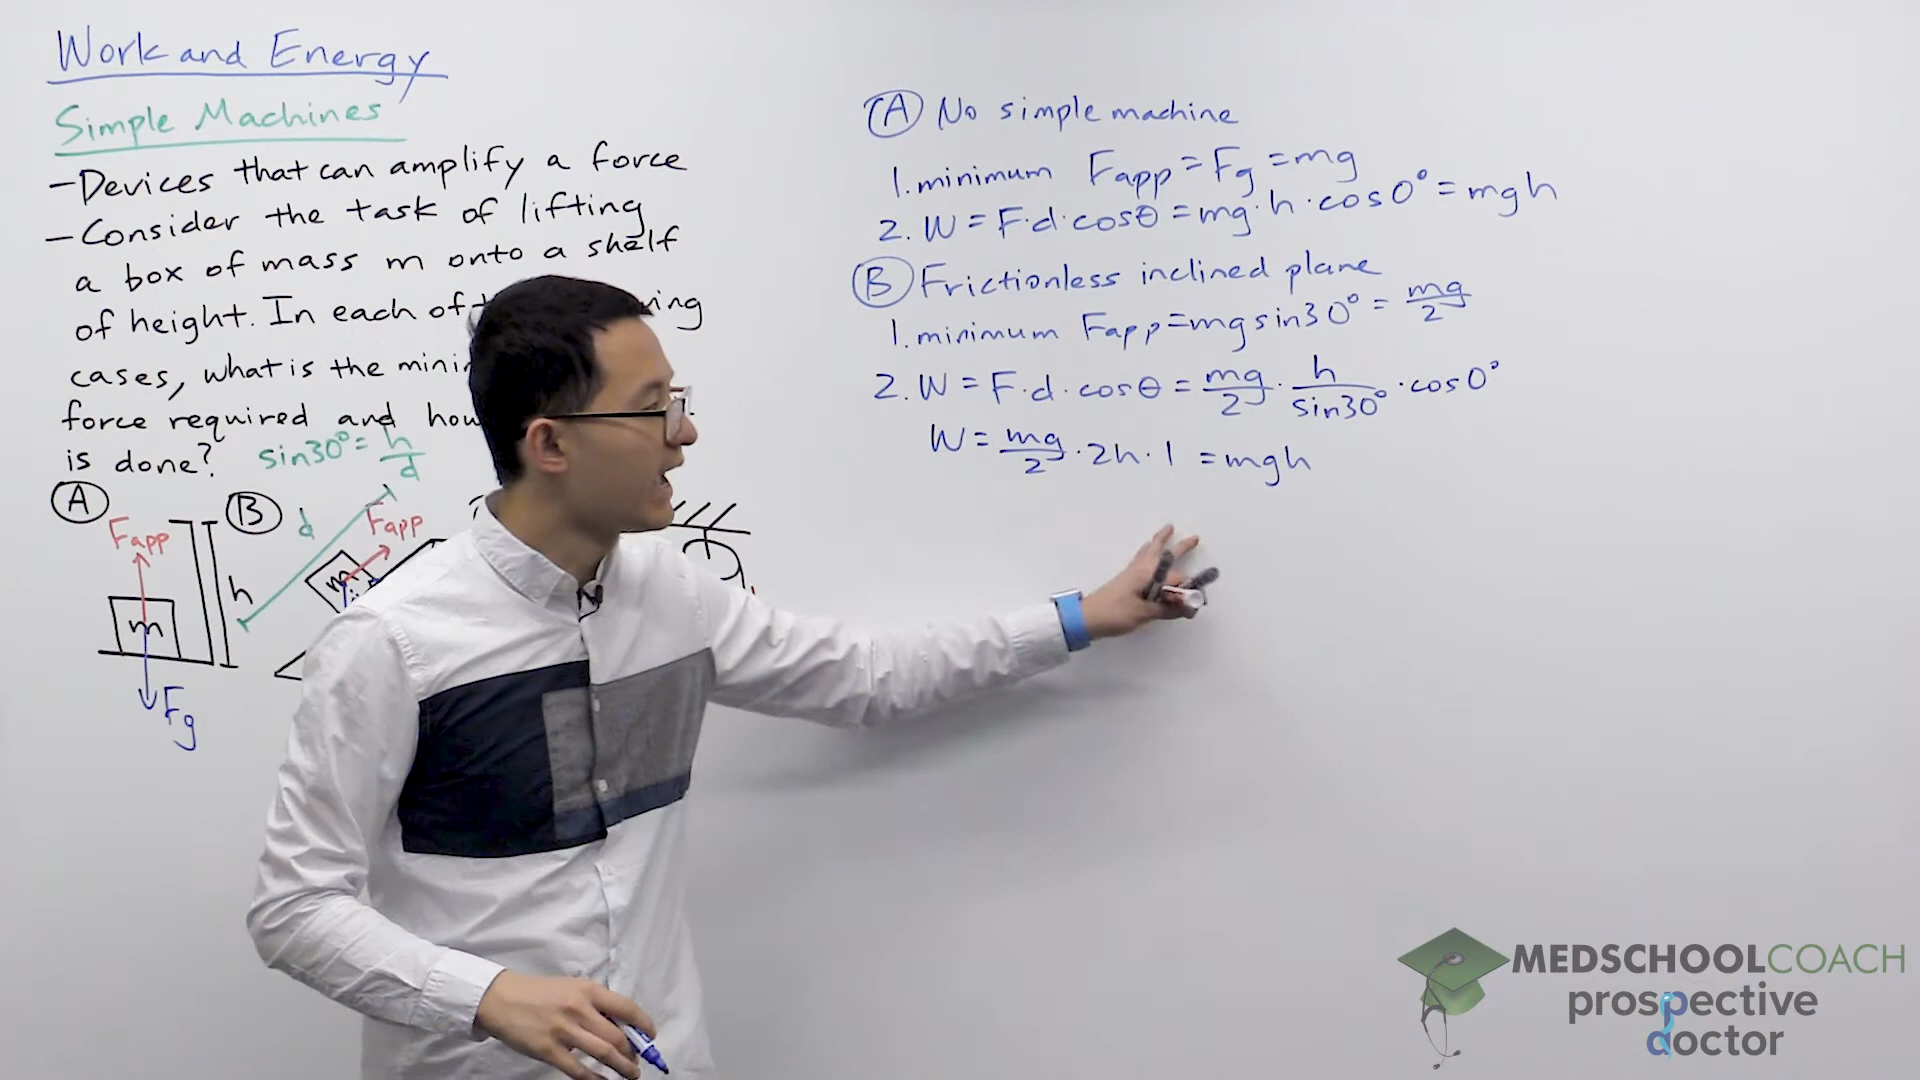 Work and Energy
Simple Machines
- Devices that can amplify a force
- Consider the task of lifting
a box of mass m onto a shelf
of height. In each of
cases, what is the
force required and
is done? sin30° = h/d
A
B
Fapp
m
Fg
h
d
Fapp
m
A No simple machine
1. minimum Fapp = Fg = mg
2. W = F·d·cosθ = mg·h·cos0° = mgh
B Frictionless inclined plane
1. minimum Fapp = mgsin30° = mg/2
2. W = F·d·cosθ = mg/2 · h/sin30° · cos0°
W = mg/2 · 2h · 1 = mgh
MEDSCHOOLCOACH
prospective
doctor